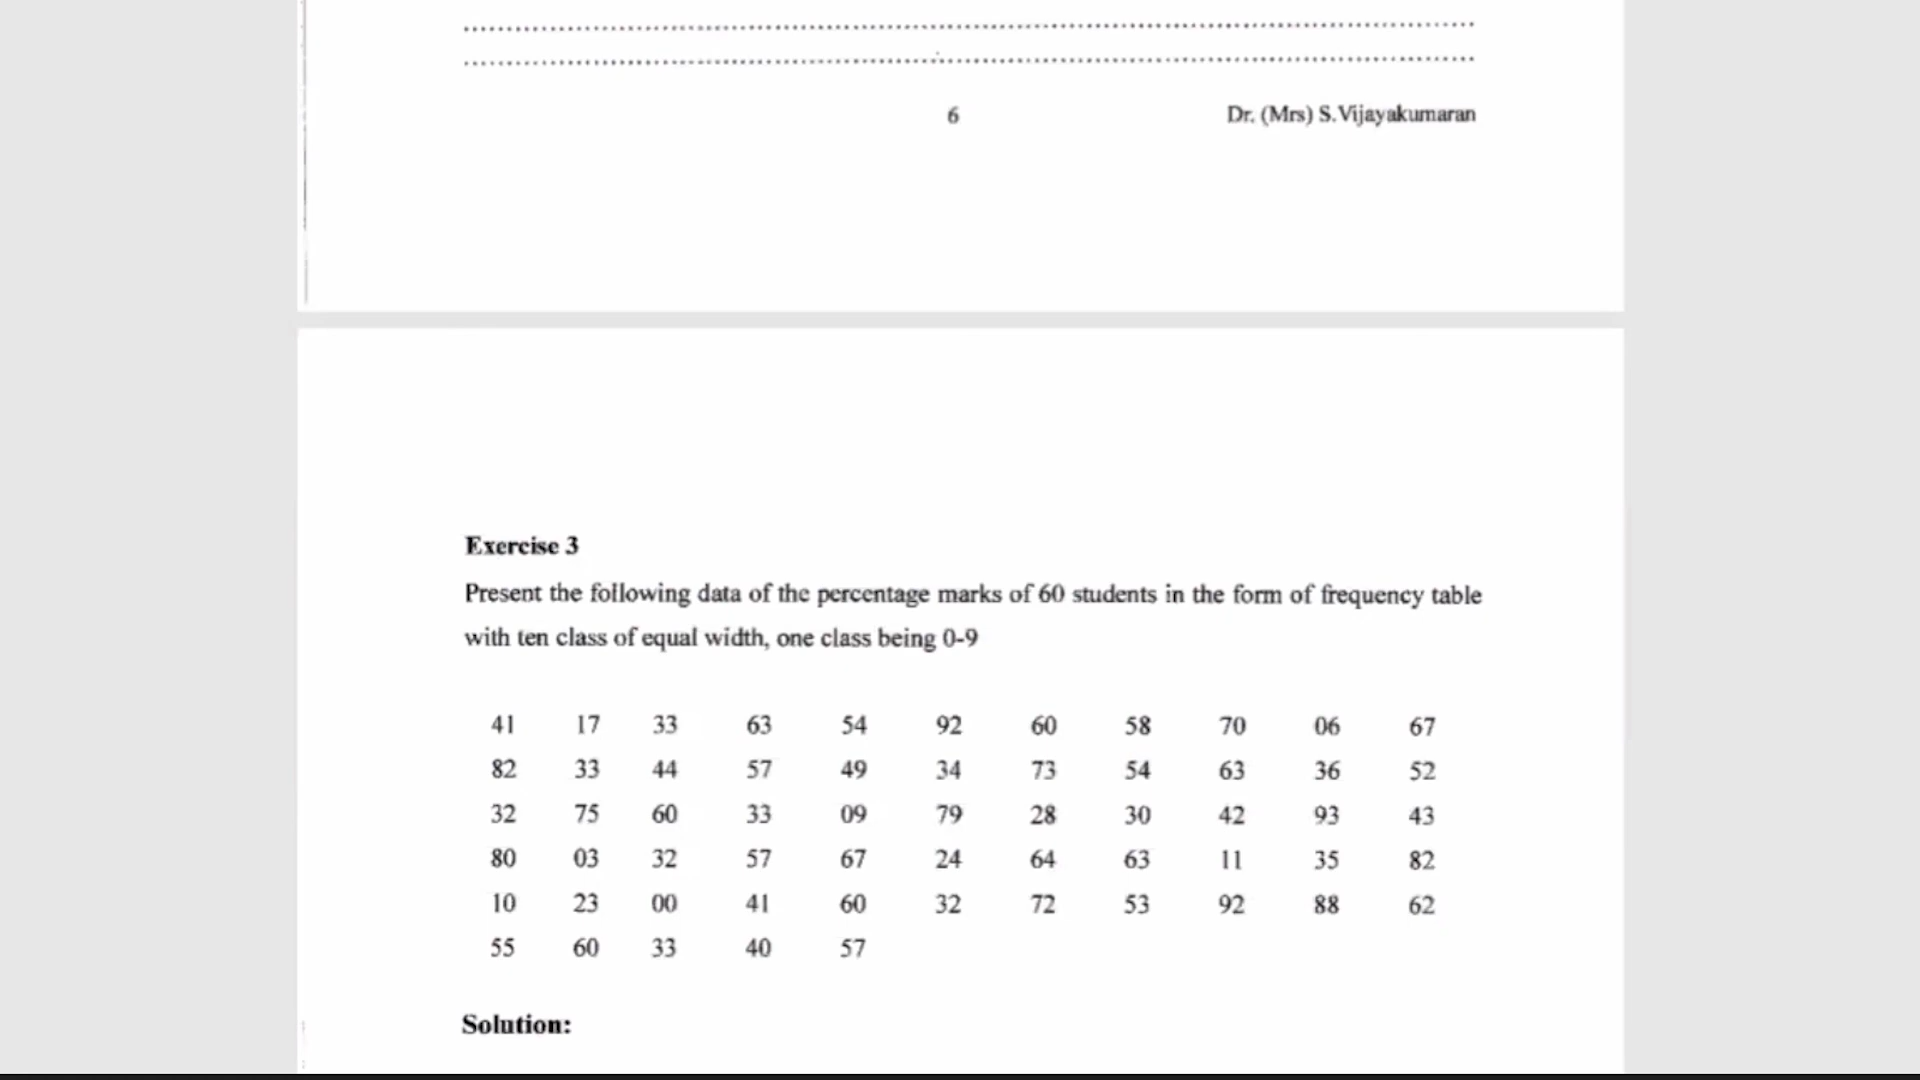 6 Dr. (Mrs) S.Vijayakumaran
Exercise 3
Present the following data of the percentage marks of 60 students in the form of frequency table
with ten class of equal width, one class being 0-9
41 17 33 63 54 92 60 58 70 06 67
82 33 44 57 49 34 73 54 63 36 52
32 75 60 33 09 79 28 30 42 93 43
80 03 32 57 67 24 64 63 11 35 82
10 23 00 41 60 32 72 53 92 88 62
55 60 33 40 57
Solution: